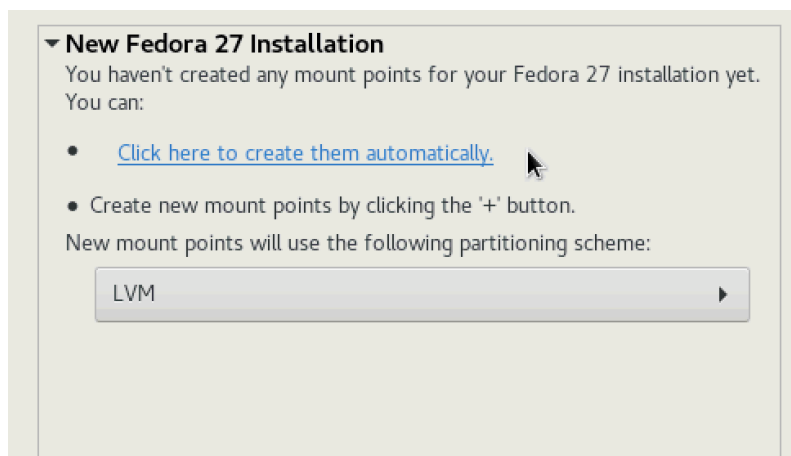 New Fedora 27 Installation
You haven't created any mount points for your Fedora 27 installation yet.
You can:
• Click here to create them automatically.
• Create new mount points by clicking the '+' button.
New mount points will use the following partitioning scheme:
LVM